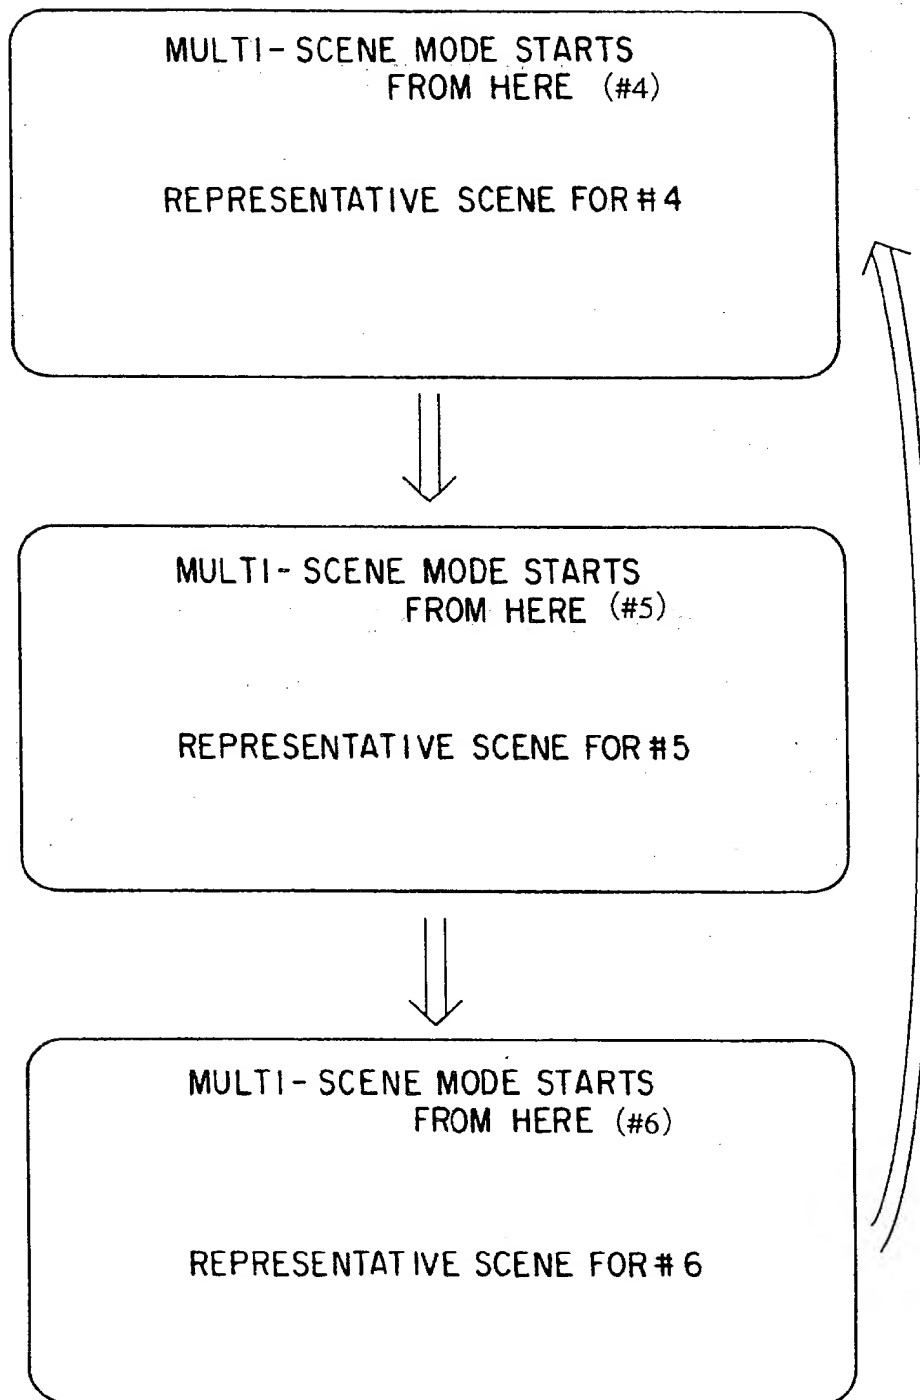 MULTI-SCENE MODE STARTS
FROM HERE (#4)
REPRESENTATIVE SCENE FOR #4
MULTI-SCENE MODE STARTS
FROM HERE (#5)
REPRESENTATIVE SCENE FOR #5
MULTI-SCENE MODE STARTS
FROM HERE (#6)
REPRESENTATIVE SCENE FOR #6